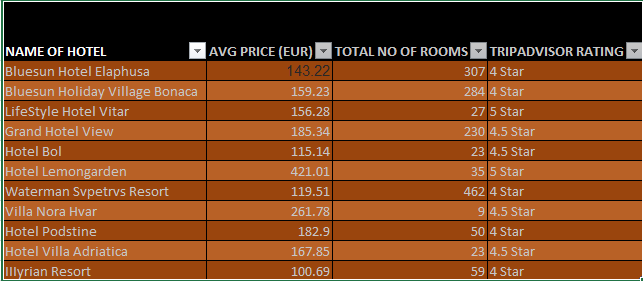 NAME OF HOTEL AVG PRICE (EUR) TOTAL NO OF ROOMS TRIPADVISOR RATING
Bluesun Hotel Elaphusa 143.22 307 4 Star
Bluesun Holiday Village Bonaca 159.23 284 4 Star
LifeStyle Hotel Vitar 156.28 27 5 Star
Grand Hotel View 185.34 230 4.5 Star
Hotel Bol 115.14 23 4.5 Star
Hotel Lemongarden 421.01 35 5 Star
Waterman Svpetrvs Resort 119.51 462 4 Star
Villa Nora Hvar 261.78 9 4.5 Star
Hotel Podstine 182.9 50 4 Star
Hotel Villa Adriatica 167.85 23 4.5 Star
IIIyrian Resort 100.69 59 4 Star